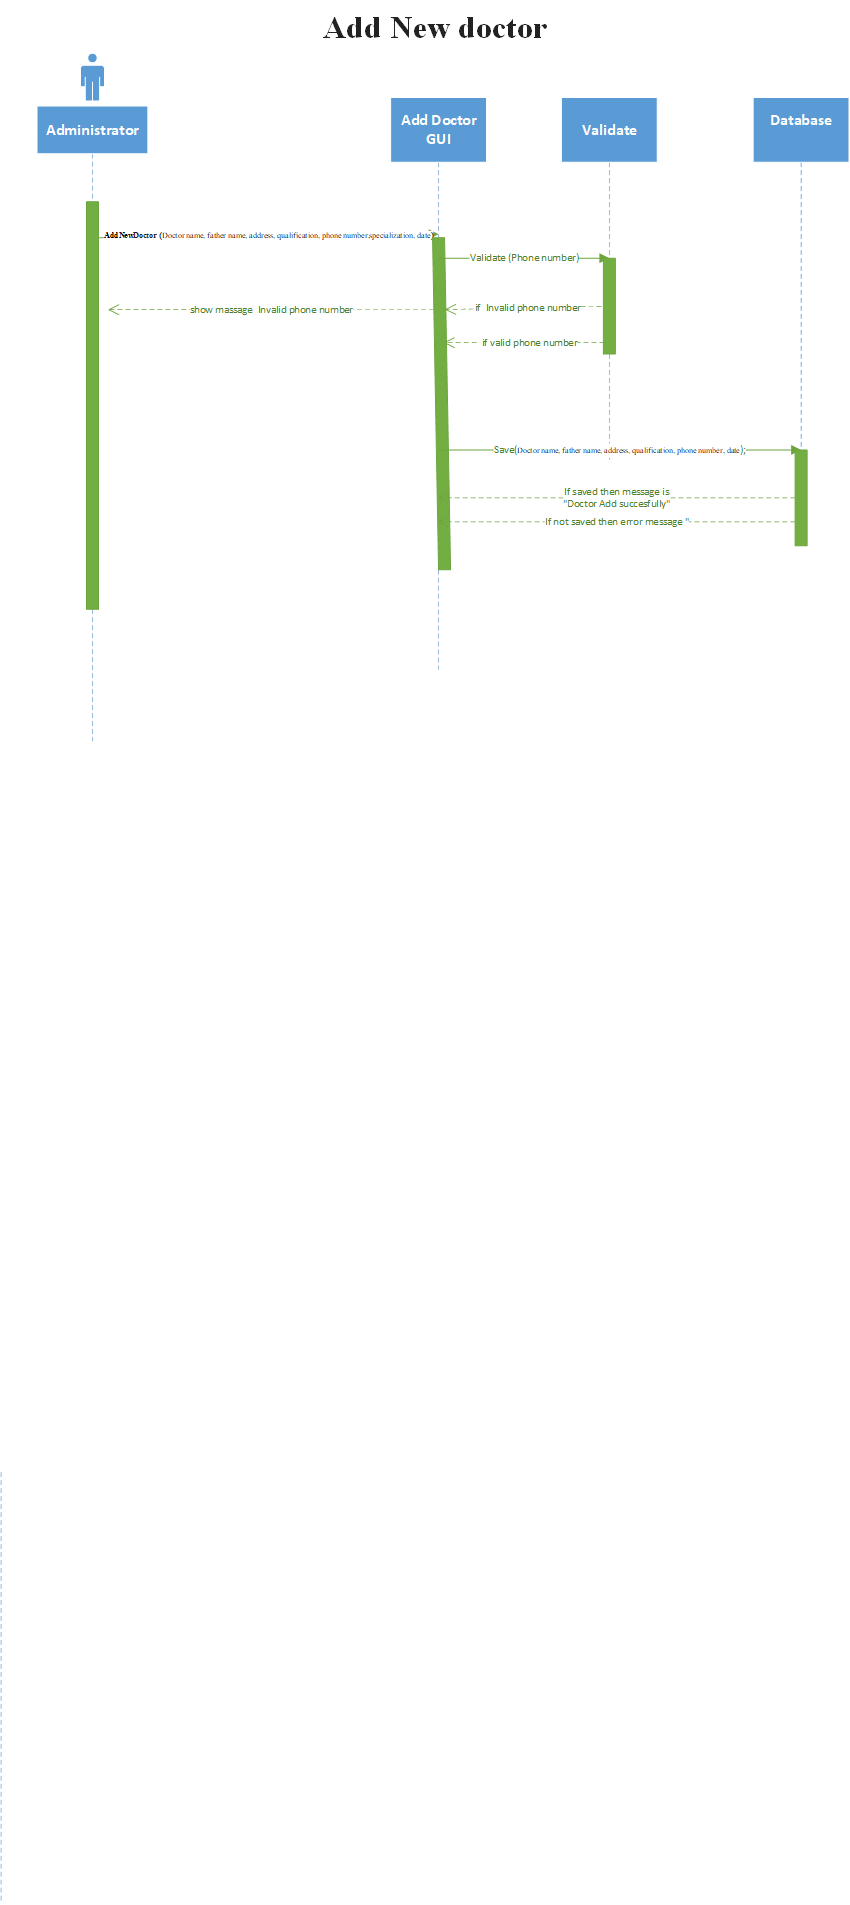 Add New doctor
Administrator
Add Doctor
GUI
Validate
Database
AddNewDoctor (Doctor name, father name, address, qualification, phone number,specialization, date);
Validate (Phone number)
if  Invalid phone number
show massage  Invalid phone number
if valid phone number
Save(Doctor name, father name, address, qualification, phone number, date);
If saved then message is
"Doctor Add succesfully"
If not saved then error message "